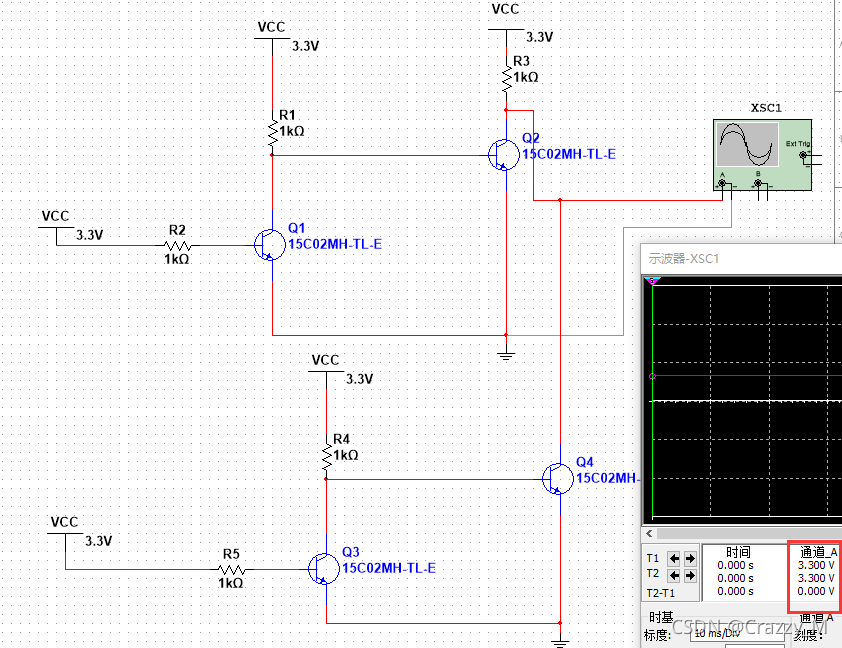 VCC
3.3V
R1
1kΩ
VCC
3.3V
R3
1kΩ
Q2
15C02MH-TL-E
XSC1
Ext Trig
A
B
VCC
3.3V
R2
1kΩ
Q1
15C02MH-TL-E
VCC
3.3V
R4
1kΩ
Q4
15C02MH-
VCC
3.3V
R5
1kΩ
Q3
15C02MH-TL-E
示波器-XSC1
T1
T2
T2-T1
时间
0.000 s
0.000 s
0.000 s
通道_A
3.300 V
3.300 V
0.000 V
时基
标度:
10 ms/Div
通道 A
刻度:
CSDN @Crazzy_M